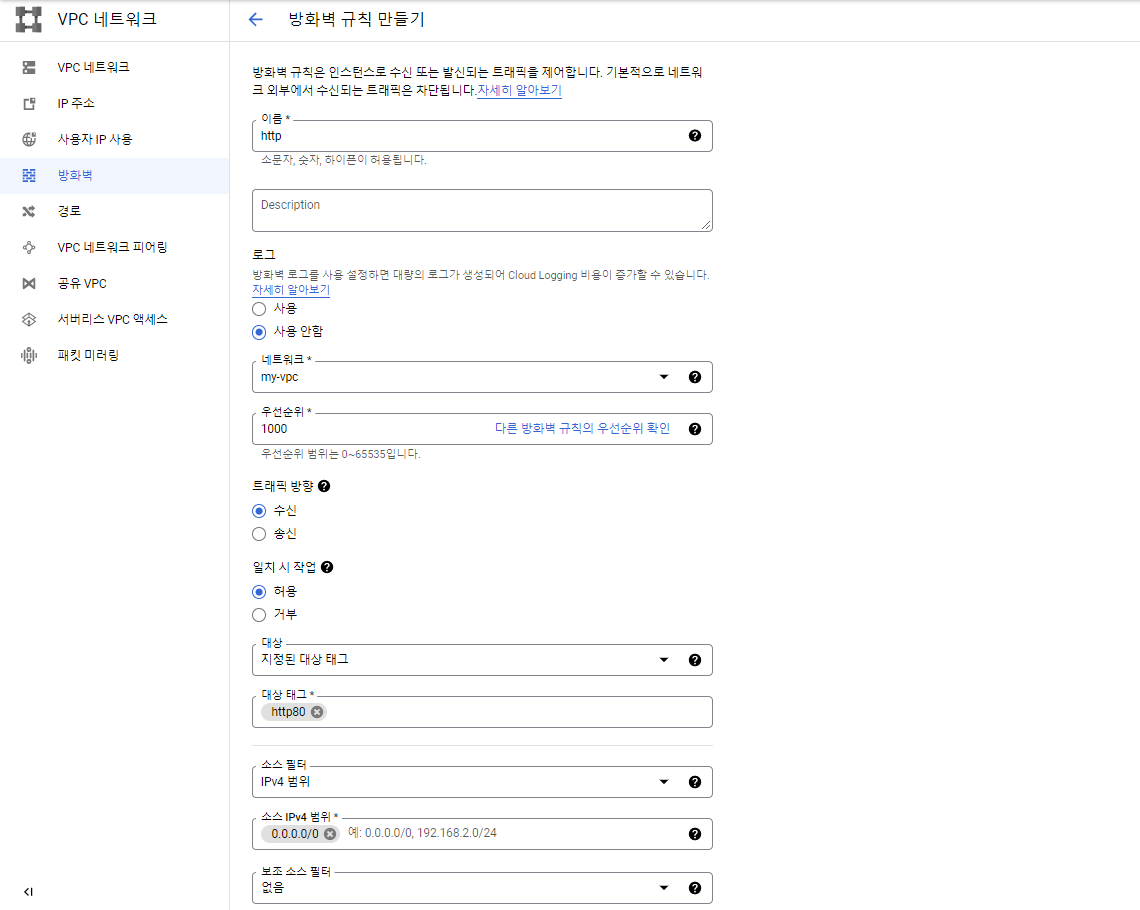 VPC 네트워크
방화벽 규칙 만들기
VPC 네트워크
IP 주소
사용자 IP 사용
방화벽
경로
VPC 네트워크 피어링
공유 VPC
서버리스 VPC 액세스
패킷 미러링
방화벽 규칙은 인스턴스로 수신 또는 발신되는 트래픽을 제어합니다. 기본적으로 네트워
크 외부에서 수신되는 트래픽은 차단됩니다.자세히 알아보기
이름 *
http
소문자, 숫자, 하이픈이 허용됩니다.
Description
로그
방화벽 로그를 사용 설정하면 대량의 로그가 생성되어 Cloud Logging 비용이 증가할 수 있습니다.
자세히 알아보기
사용
사용 안함
네트워크 *
my-vpc
우선순위 *
1000 다른 방화벽 규칙의 우선순위 확인
우선순위 범위는 0~65535입니다.
트래픽 방향
수신
송신
일치 시 작업
허용
거부
대상
지정된 대상 태그
대상 태그 *
http80
소스 필터
IPv4 범위
소스 IPv4 범위 *
0.0.0.0/0 예: 0.0.0.0/0, 192.168.2.0/24
보조 소스 필터
없음